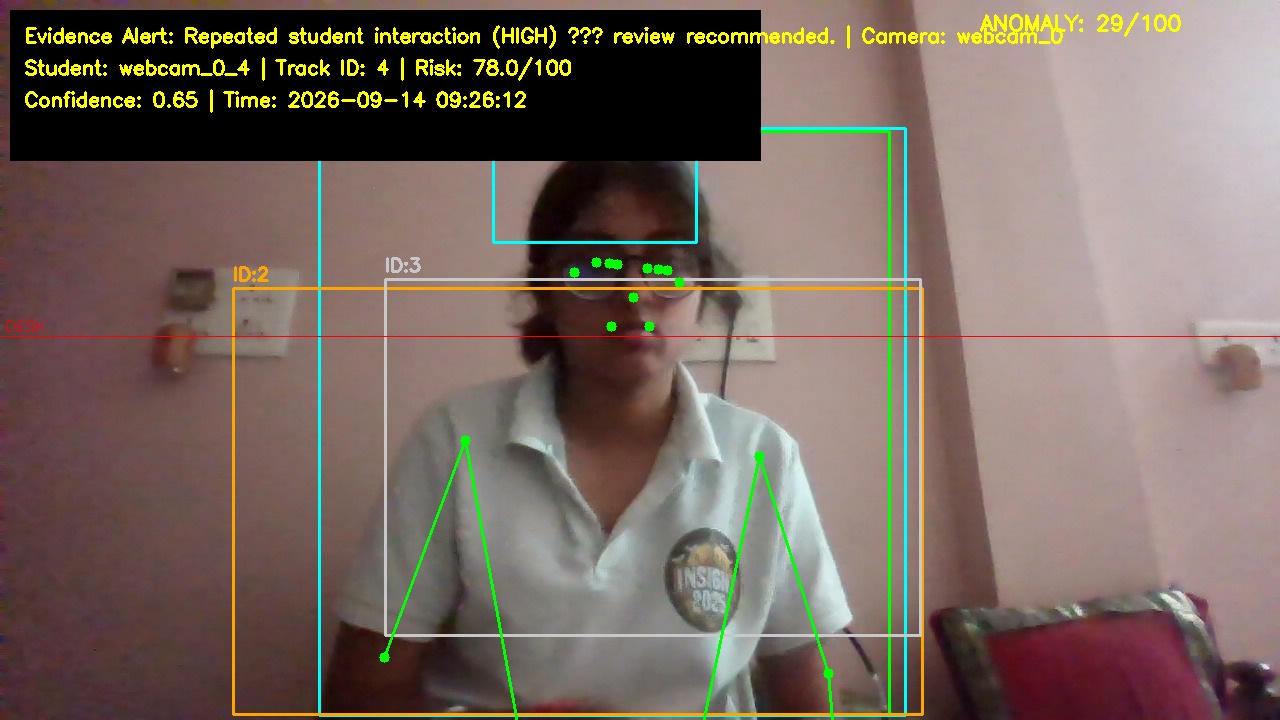 Evidence Alert: Repeated student interaction (HIGH) ??? review recommended. | Camera: webcam_0
ANOMALY: 29/100
Student: webcam_0_4 | Track ID: 4 | Risk: 78.0/100
Confidence: 0.65 | Time: 2026-09-14 09:26:12
ID:3
ID:2
DESK
INSIGHT
2025